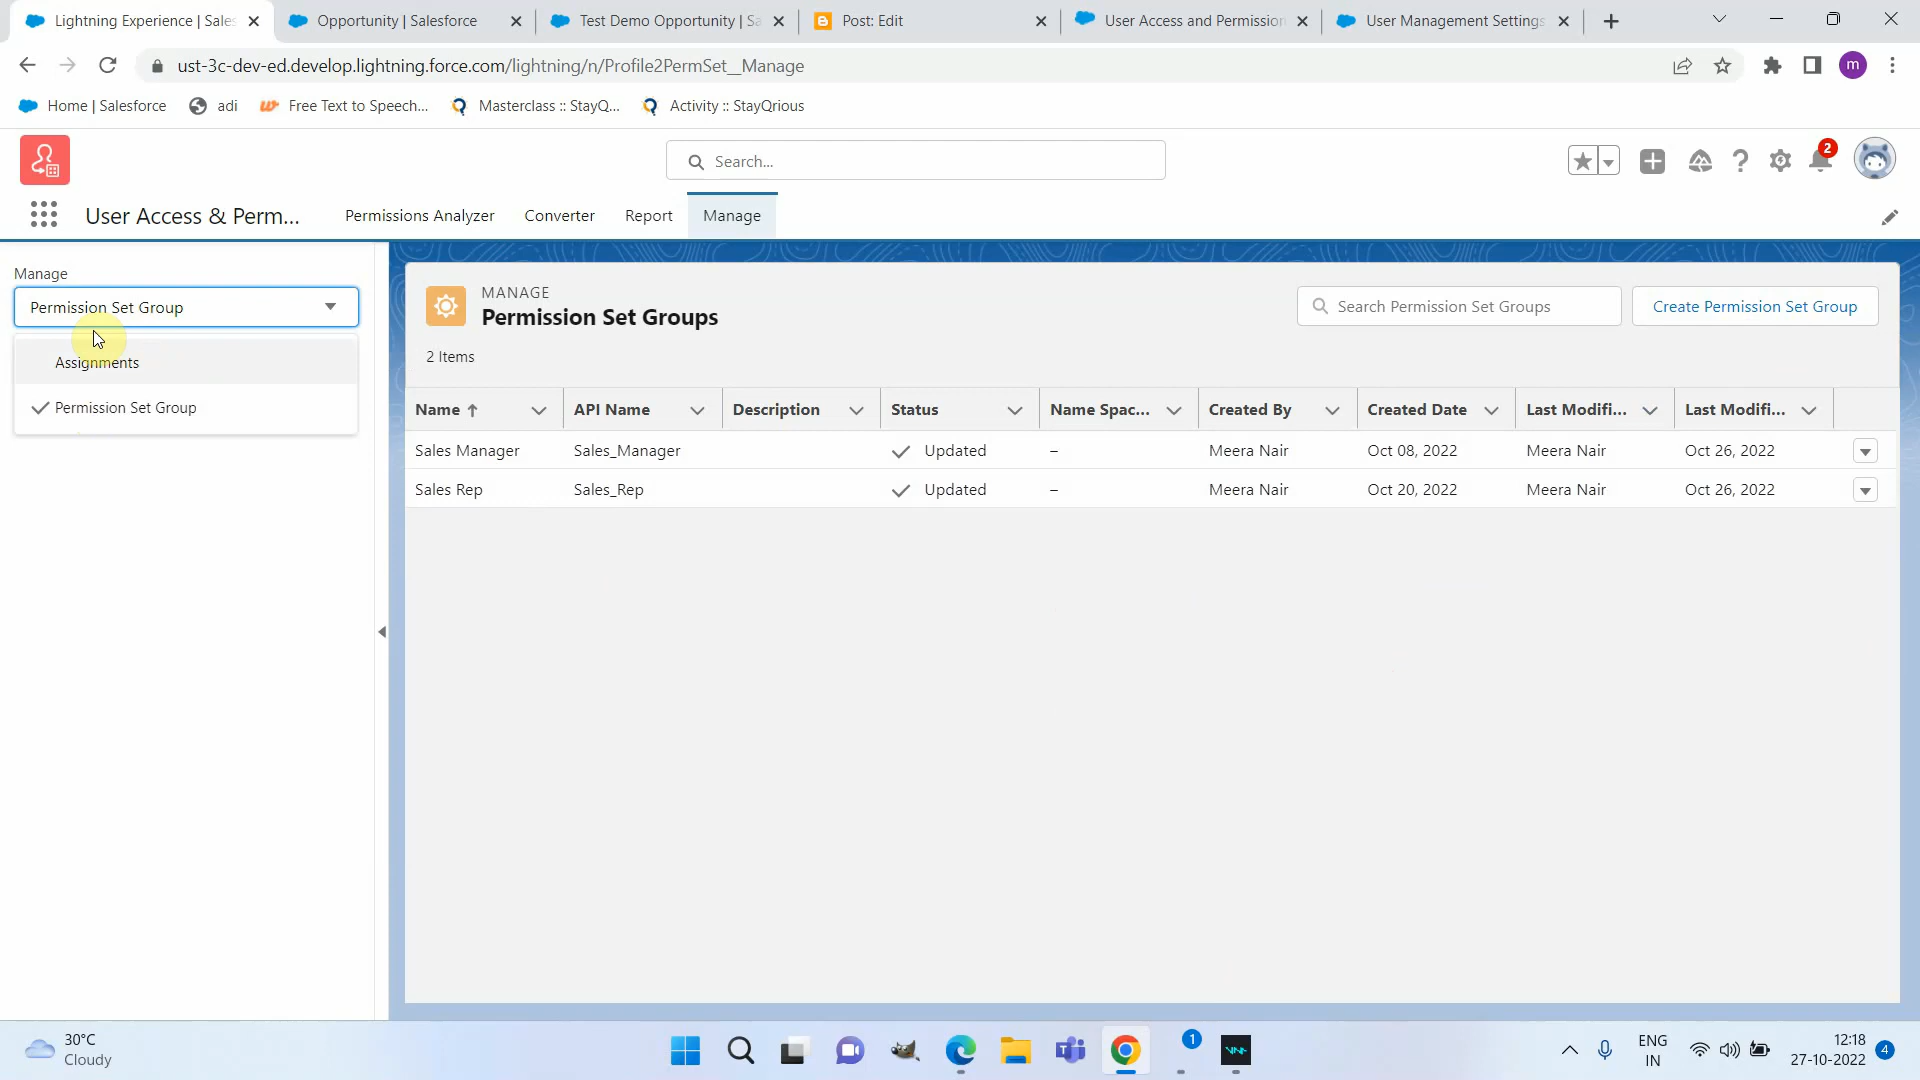 Lightning Experience | Sales
Opportunity | Salesforce
Test Demo Opportunity | Sa
Post: Edit
User Access and Permission
User Management Settings
ust-3c-dev-ed.develop.lightning.force.com/lightning/n/Profile2PermSet__Manage
m
Home | Salesforce
adi
Free Text to Speech...
Masterclass :: StayQ...
Activity :: StayQrious
Search...
2
User Access & Perm...
Permissions Analyzer
Converter
Report
Manage
Manage
Permission Set Group
Assignments
Permission Set Group
MANAGE
Permission Set Groups
Search Permission Set Groups
Create Permission Set Group
2 Items
Name API Name Description Status Name Spac... Created By Created Date Last Modifi... Last Modifi...
Sales Manager Sales_Manager Updated – Meera Nair Oct 08, 2022 Meera Nair Oct 26, 2022
Sales Rep Sales_Rep Updated – Meera Nair Oct 20, 2022 Meera Nair Oct 26, 2022
30°C
Cloudy
1
ENG
IN
12:18
27-10-2022
4